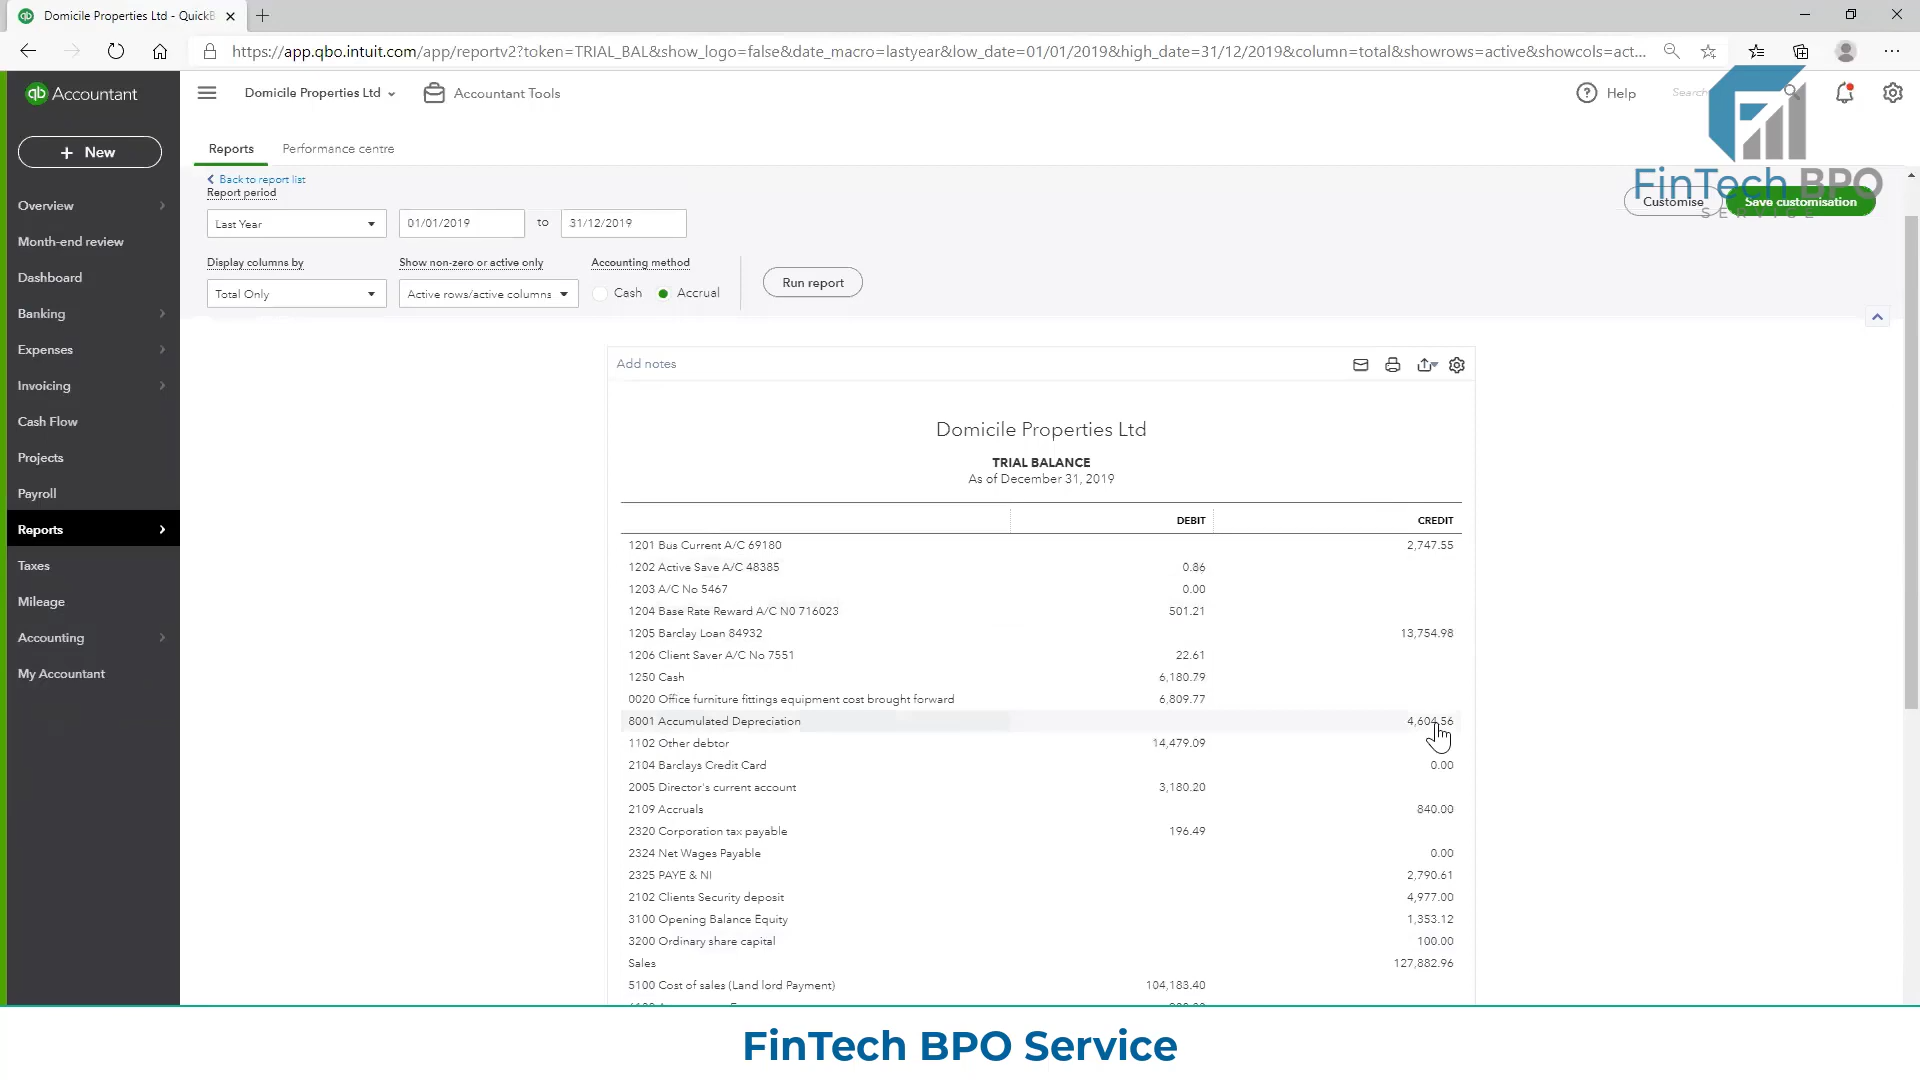 Domicile Properties Ltd - QuickB
https://app.qbo.intuit.com/app/reportv2?token=TRIAL_BAL&show_logo=false&date_macro=lastyear&low_date=01/01/2019&high_date=31/12/2019&column=total&showrows=active&showcols=act...
qb Accountant
Domicile Properties Ltd
Accountant Tools
Help
Search
+ New
Reports
Performance centre
FinTech BPO
SERVICE
Back to report list
Report period
Customise
Save customisation
Last Year
01/01/2019
to
31/12/2019
Display columns by
Show non-zero or active only
Accounting method
Total Only
Active rows/active columns
Cash
Accrual
Run report
Overview
Month-end review
Dashboard
Banking
Expenses
Invoicing
Cash Flow
Projects
Payroll
Reports
Taxes
Mileage
Accounting
My Accountant
Add notes
Domicile Properties Ltd
TRIAL BALANCE
As of December 31, 2019
DEBIT CREDIT
1201 Bus Current A/C 69180 2,747.55
1202 Active Save A/C 48385 0.86
1203 A/C No 5467 0.00
1204 Base Rate Reward A/C N0 716023 501.21
1205 Barclay Loan 84932 13,754.98
1206 Client Saver A/C No 7551 22.61
1250 Cash 6,180.79
0020 Office furniture fittings equipment cost brought forward 6,809.77
8001 Accumulated Depreciation 4,604.56
1102 Other debtor 14,479.09
2104 Barclays Credit Card 0.00
2005 Director's current account 3,180.20
2109 Accruals 840.00
2320 Corporation tax payable 196.49
2324 Net Wages Payable 0.00
2325 PAYE & NI 2,790.61
2102 Clients Security deposit 4,977.00
3100 Opening Balance Equity 1,353.12
3200 Ordinary share capital 100.00
Sales 127,882.96
5100 Cost of sales (Land lord Payment) 104,183.40
FinTech BPO Service